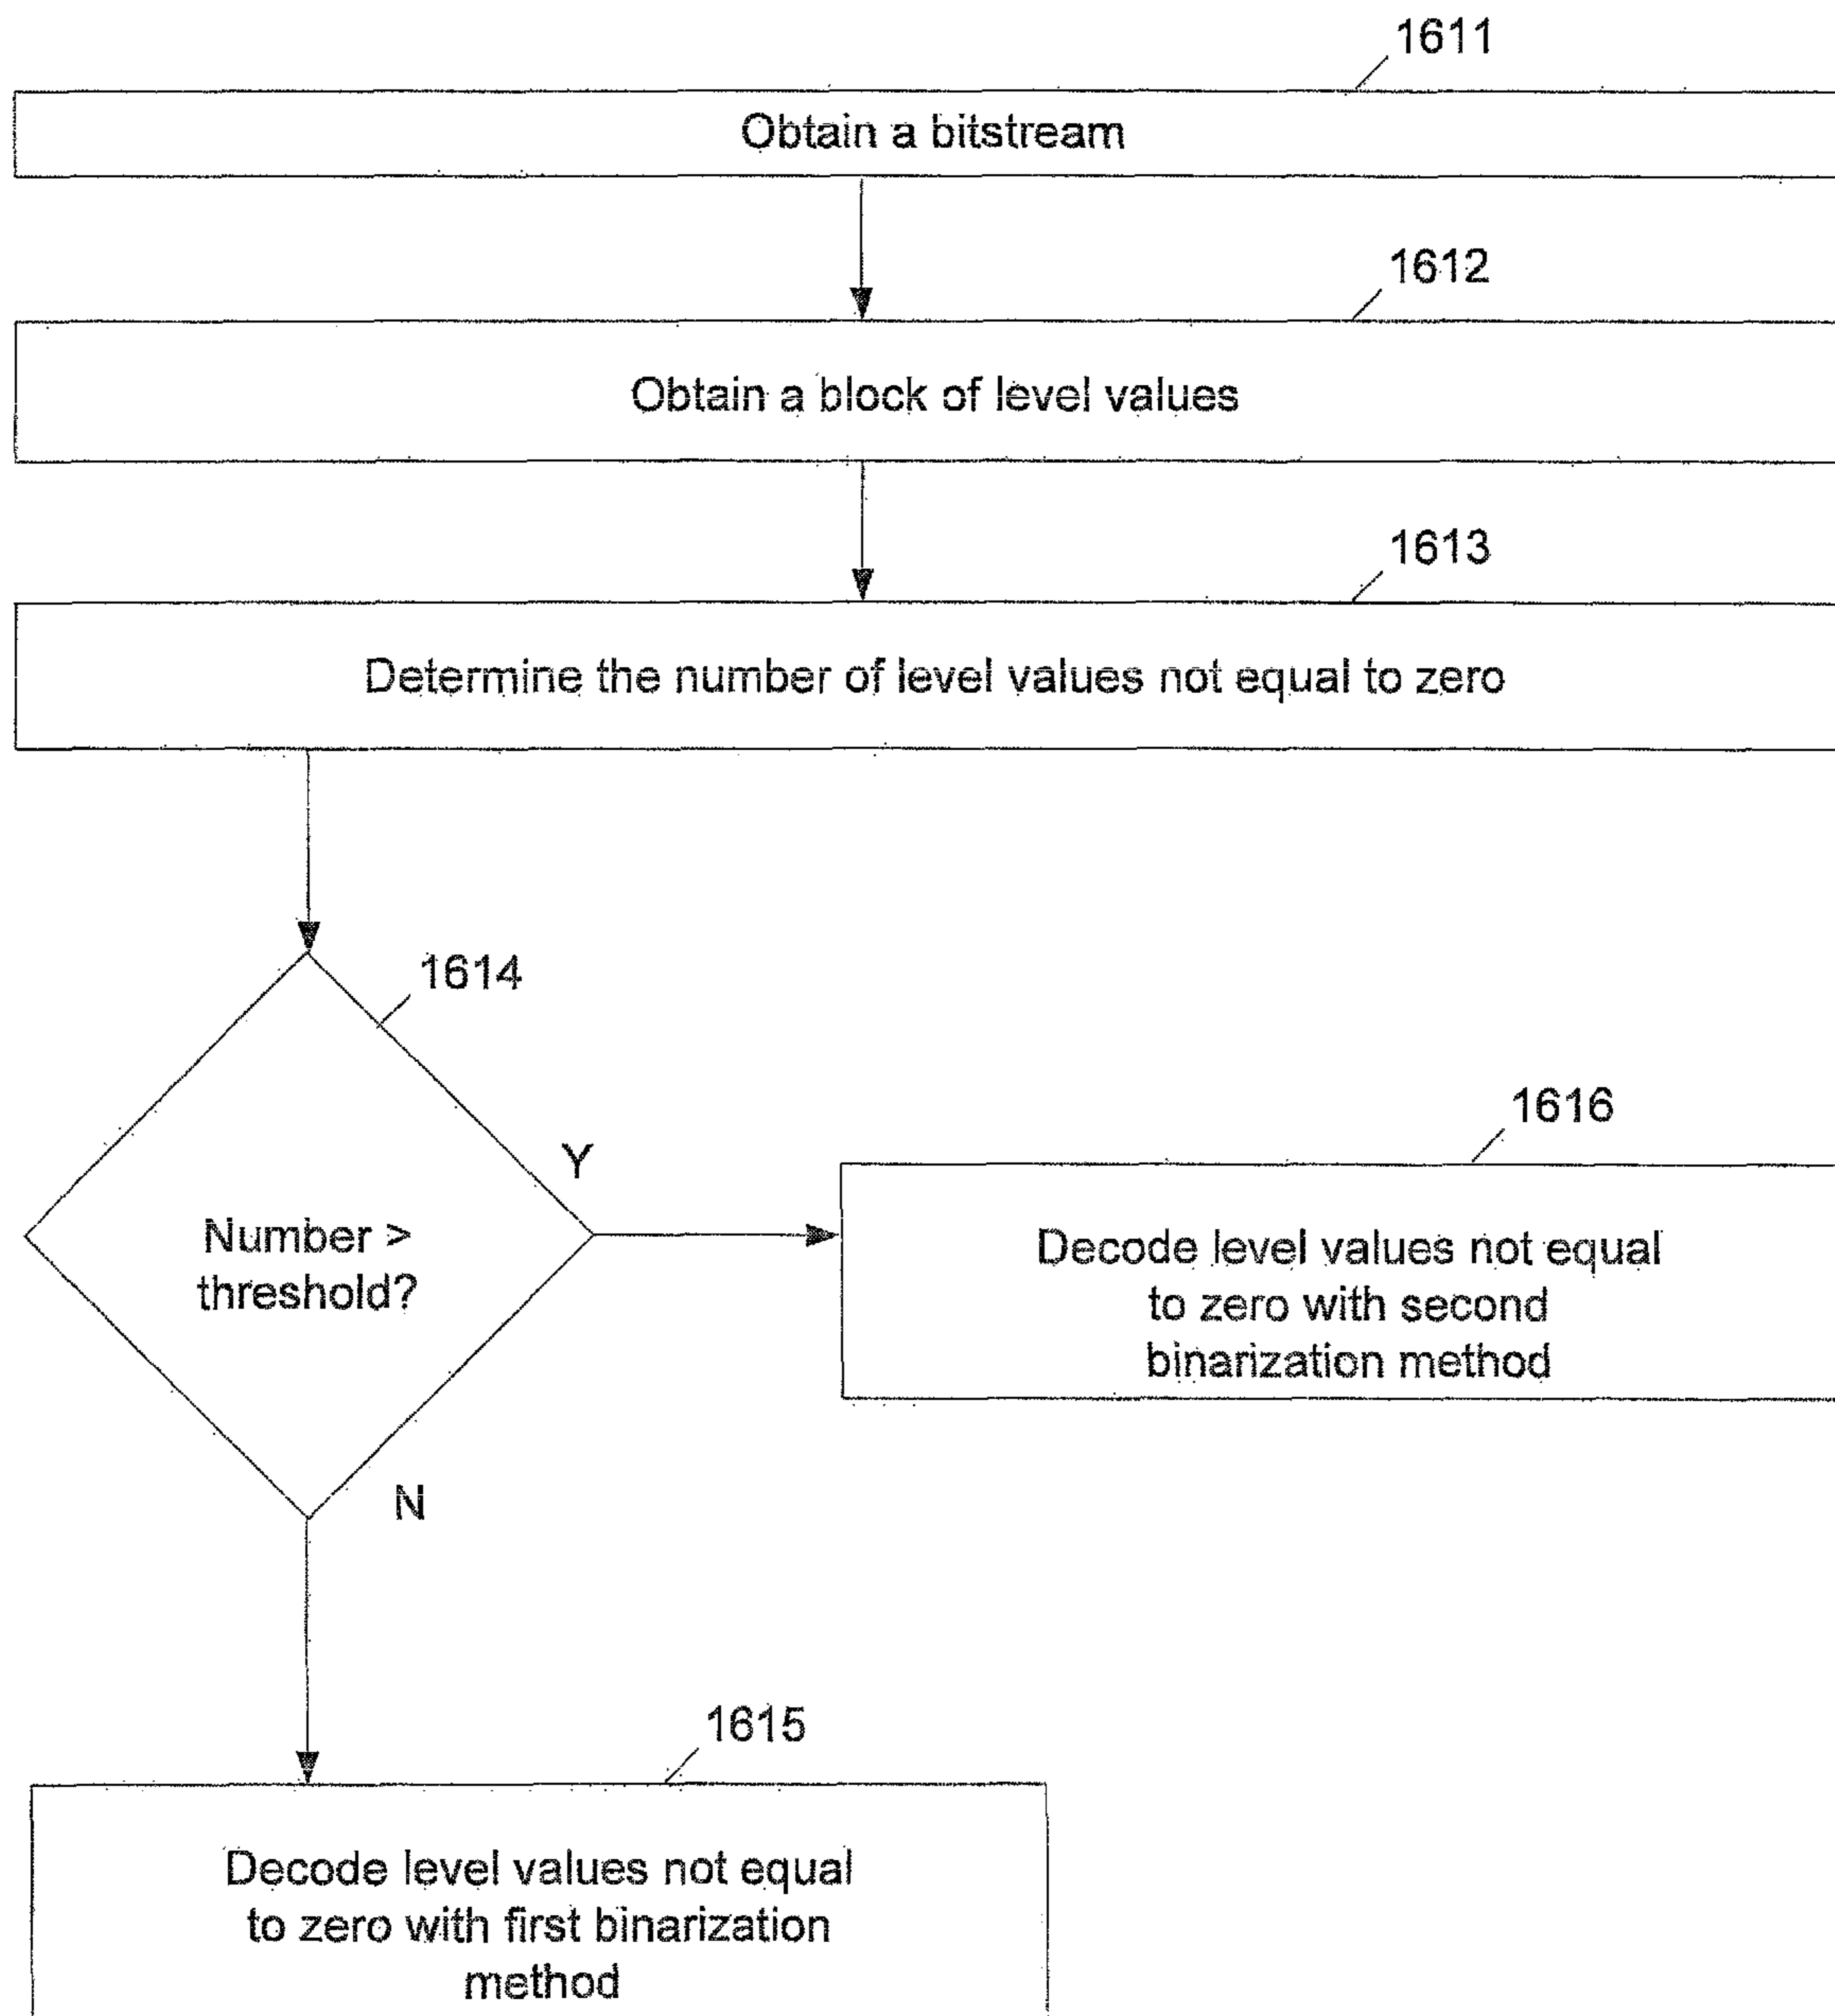 1611
Obtain a bitstream
1612
Obtain a block of level values
1613
Determine the number of level values not equal to zero
1614
Number >
threshold?
Y
N
1616
Decode level values not equal
to zero with second
binarization method
1615
Decode level values not equal
to zero with first binarization
method